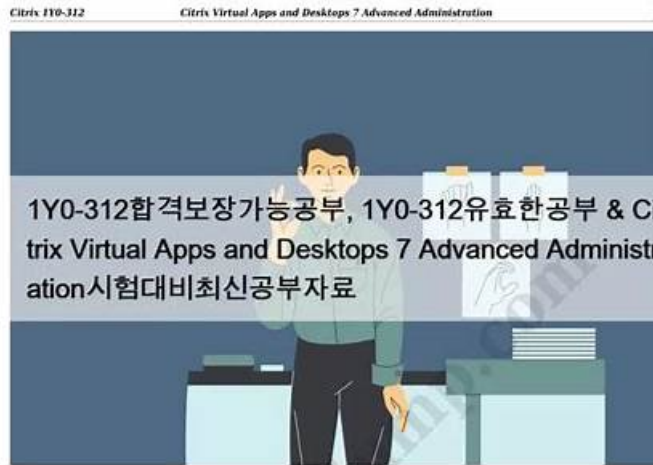 Citrix 1Y0-312 Citrix Virtual Apps and Desktops 7 Advanced Administration
1Y0-312합격보장가능공부, 1Y0-312유효한공부 & Ci
trix Virtual Apps and Desktops 7 Advanced Administr
ation시험대비최신공부자료